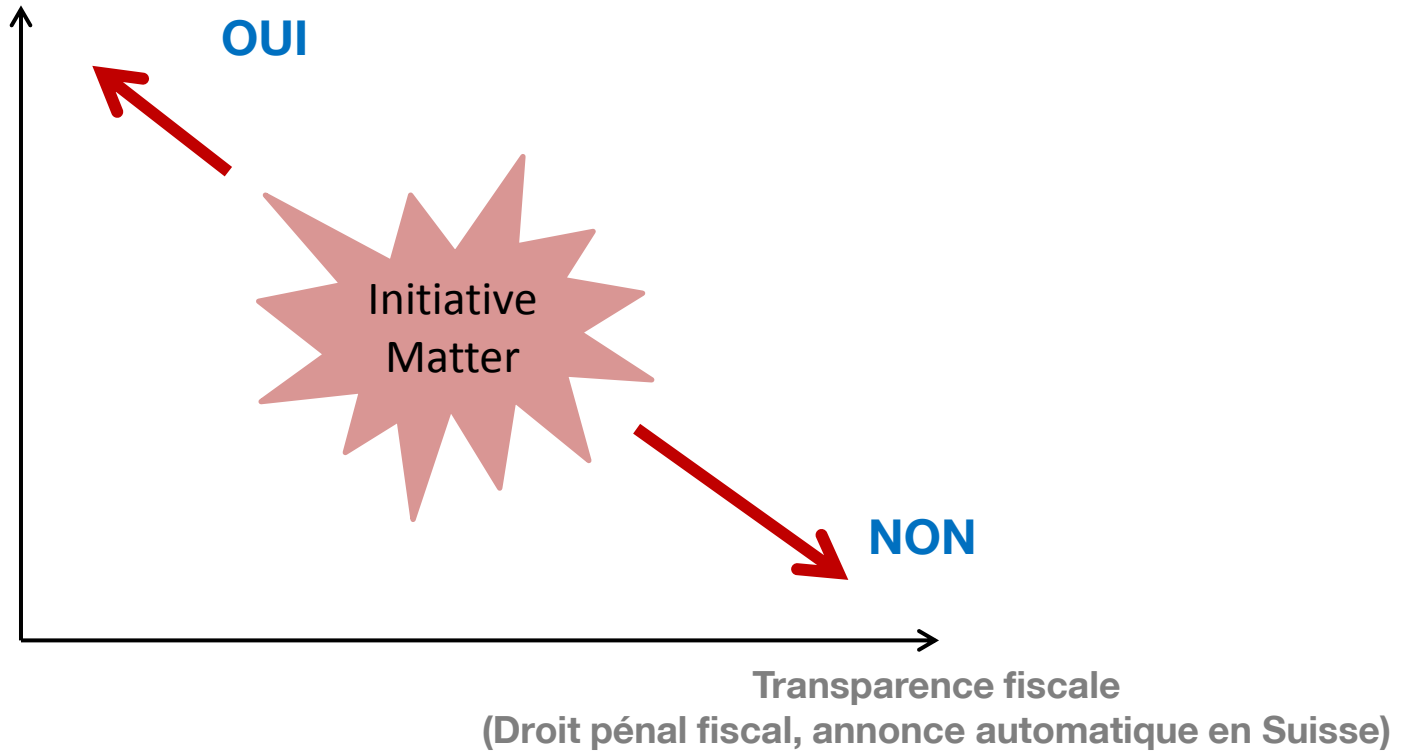 OUI
Initiative
Matter
NON
Transparence fiscale
(Droit pénal fiscal, annonce automatique en Suisse)